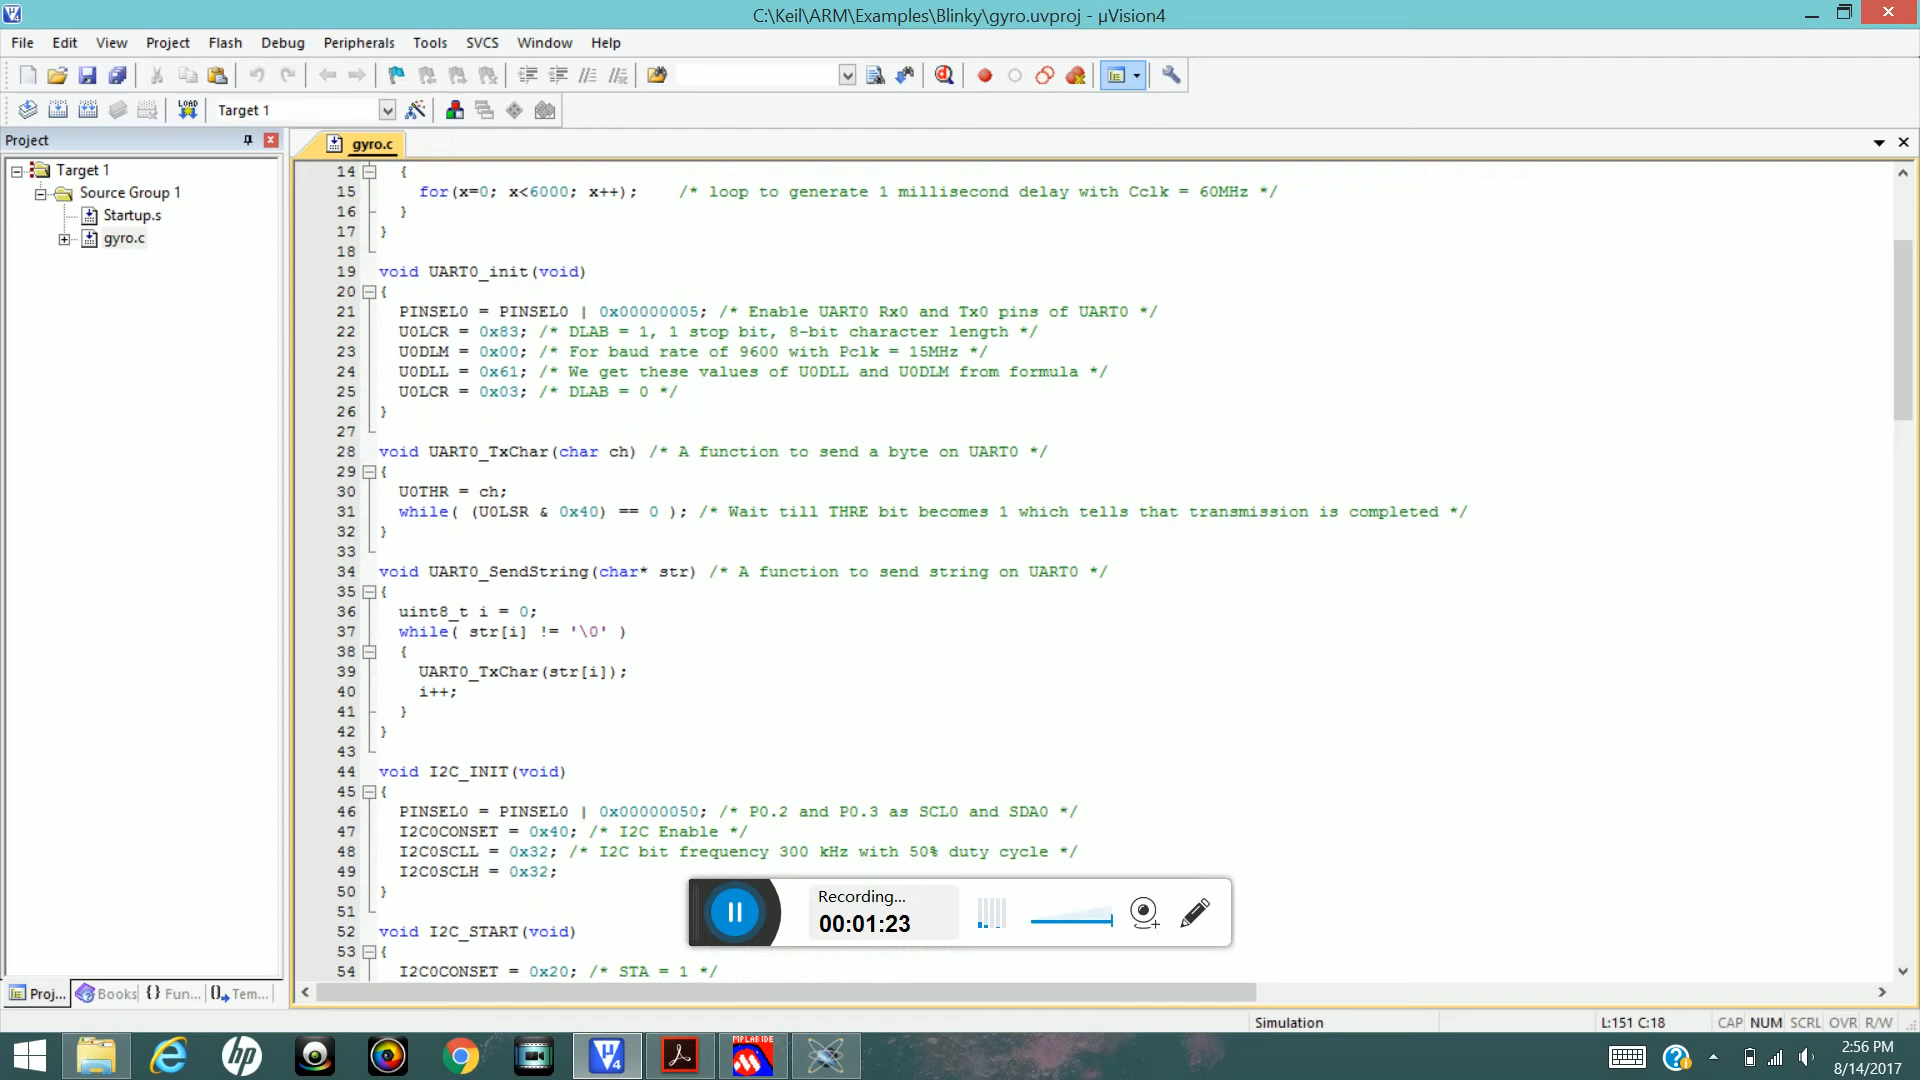 C:\Keil\ARM\Examples\Blinky\gyro.uvproj - µVision4
File Edit View Project Flash Debug Peripherals Tools SVCS Window Help
LOAD Target 1
Project
gyro.c
Target 1
Source Group 1
Startup.s
gyro.c
14 {
15 for(x=0; x<6000; x++); /* loop to generate 1 millisecond delay with Cclk = 60MHz */
16 }
17 }
18
19 void UART0_init(void)
20 {
21 PINSEL0 = PINSEL0 | 0x00000005; /* Enable UART0 Rx0 and Tx0 pins of UART0 */
22 U0LCR = 0x83; /* DLAB = 1, 1 stop bit, 8-bit character length */
23 U0DLM = 0x00; /* For baud rate of 9600 with Pclk = 15MHz */
24 U0DLL = 0x61; /* We get these values of U0DLL and U0DLM from formula */
25 U0LCR = 0x03; /* DLAB = 0 */
26 }
27
28 void UART0_TxChar(char ch) /* A function to send a byte on UART0 */
29 {
30 U0THR = ch;
31 while( (U0LSR & 0x40) == 0 ); /* Wait till THRE bit becomes 1 which tells that transmission is completed */
32 }
33
34 void UART0_SendString(char* str) /* A function to send string on UART0 */
35 {
36 uint8_t i = 0;
37 while( str[i] != '\0' )
38 {
39 UART0_TxChar(str[i]);
40 i++;
41 }
42 }
43
44 void I2C_INIT(void)
45 {
46 PINSEL0 = PINSEL0 | 0x00000050; /* P0.2 and P0.3 as SCL0 and SDA0 */
47 I2C0CONSET = 0x40; /* I2C Enable */
48 I2C0SCLL = 0x32; /* I2C bit frequency 300 kHz with 50% duty cycle */
49 I2C0SCLH = 0x32;
50 }
51
52 void I2C_START(void)
53 {
54 I2C0CONSET = 0x20; /* STA = 1 */
Recording...
00:01:23
Proj... Books {} Fun... Tem...
Simulation L:151 C:18 CAP NUM SCRL OVR R/W
hp
MPLAB IDE
2:56 PM
8/14/2017